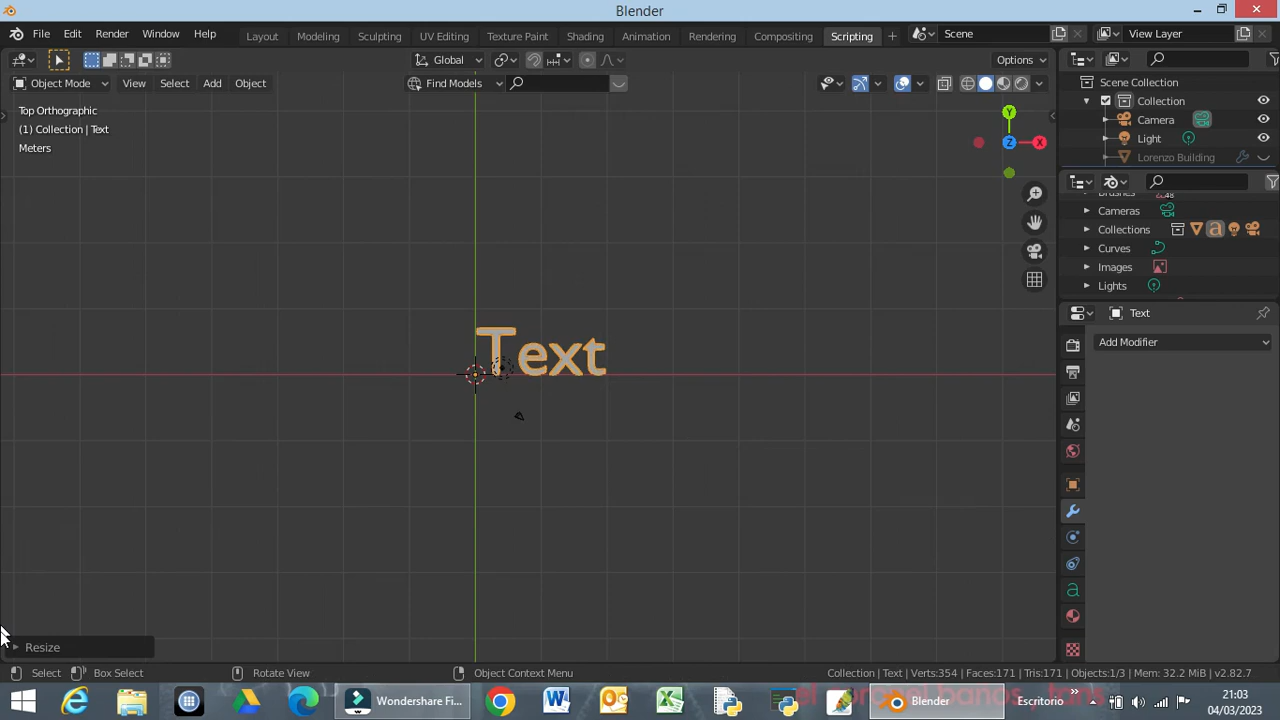 Blender
File Edit Render Window Help
Layout Modeling Sculpting UV Editing Texture Paint Shading Animation Rendering Compositing Scripting + Scene View Layer
Global Options
Object Mode View Select Add Object Find Models
Top Orthographic
(1) Collection | Text
Meters
Y
Z X
Scene Collection
Collection
Camera
Light
Lorenzo Building
Brushes 48
Cameras
Collections
Curves
Images
Lights
Text
Add Modifier
Text
Resize
Select Box Select Rotate View Object Context Menu Collection | Text | Verts:354 | Faces:171 | Tris:171 | Objects:1/3 | Mem: 32.2 MiB | v2.82.7
Wondershare Fi... Blender Escritorio 21:03
04/03/2023